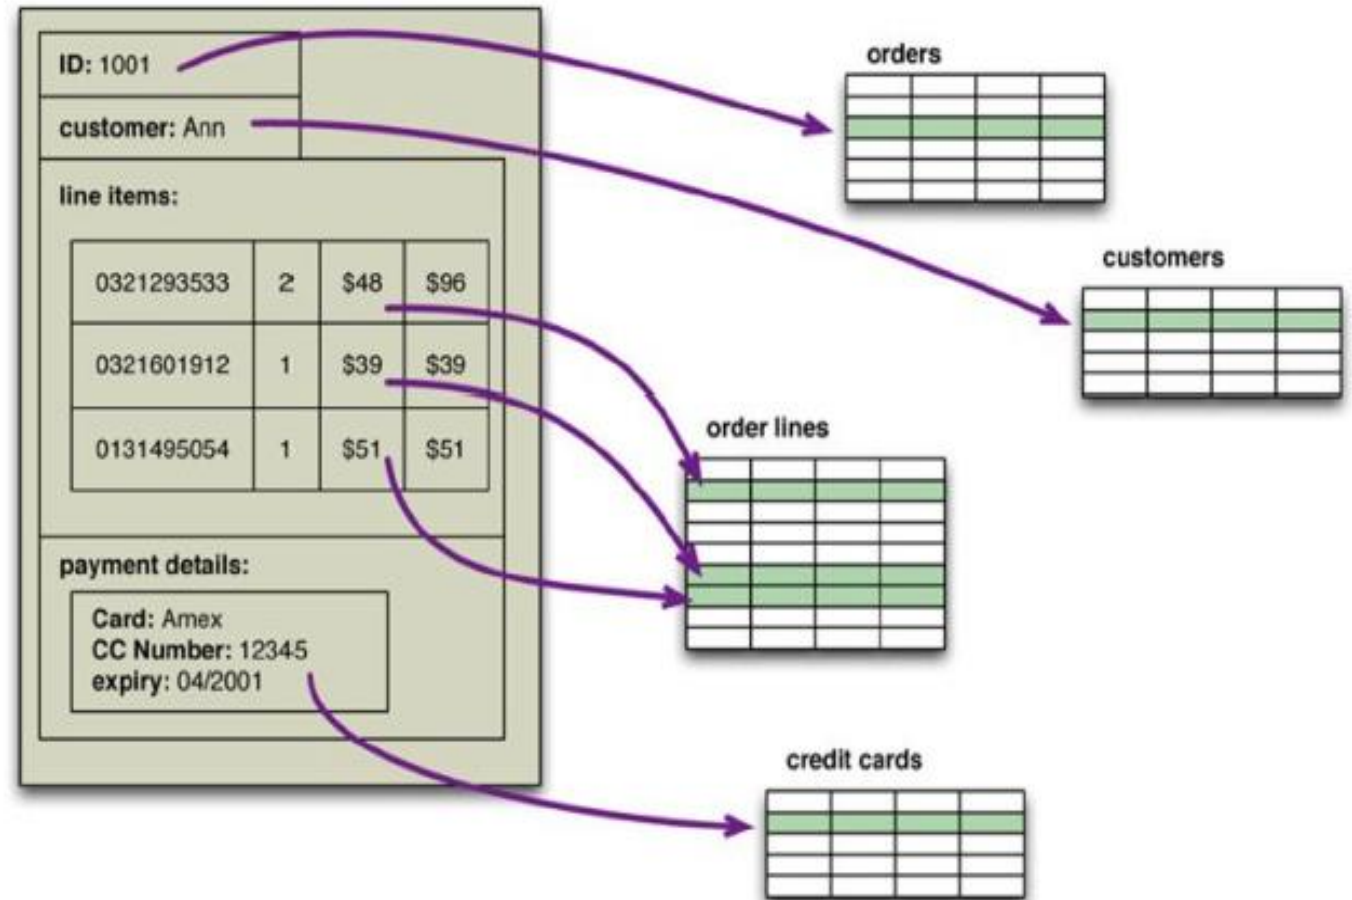 ID: 1001
customer: Ann
line items:
0321293533 2 $48 $96
0321601912 1 $39 $39
0131495054 1 $51 $51
payment details:
Card: Amex
CC Number: 12345
expiry: 04/2001
orders
customers
order lines
credit cards